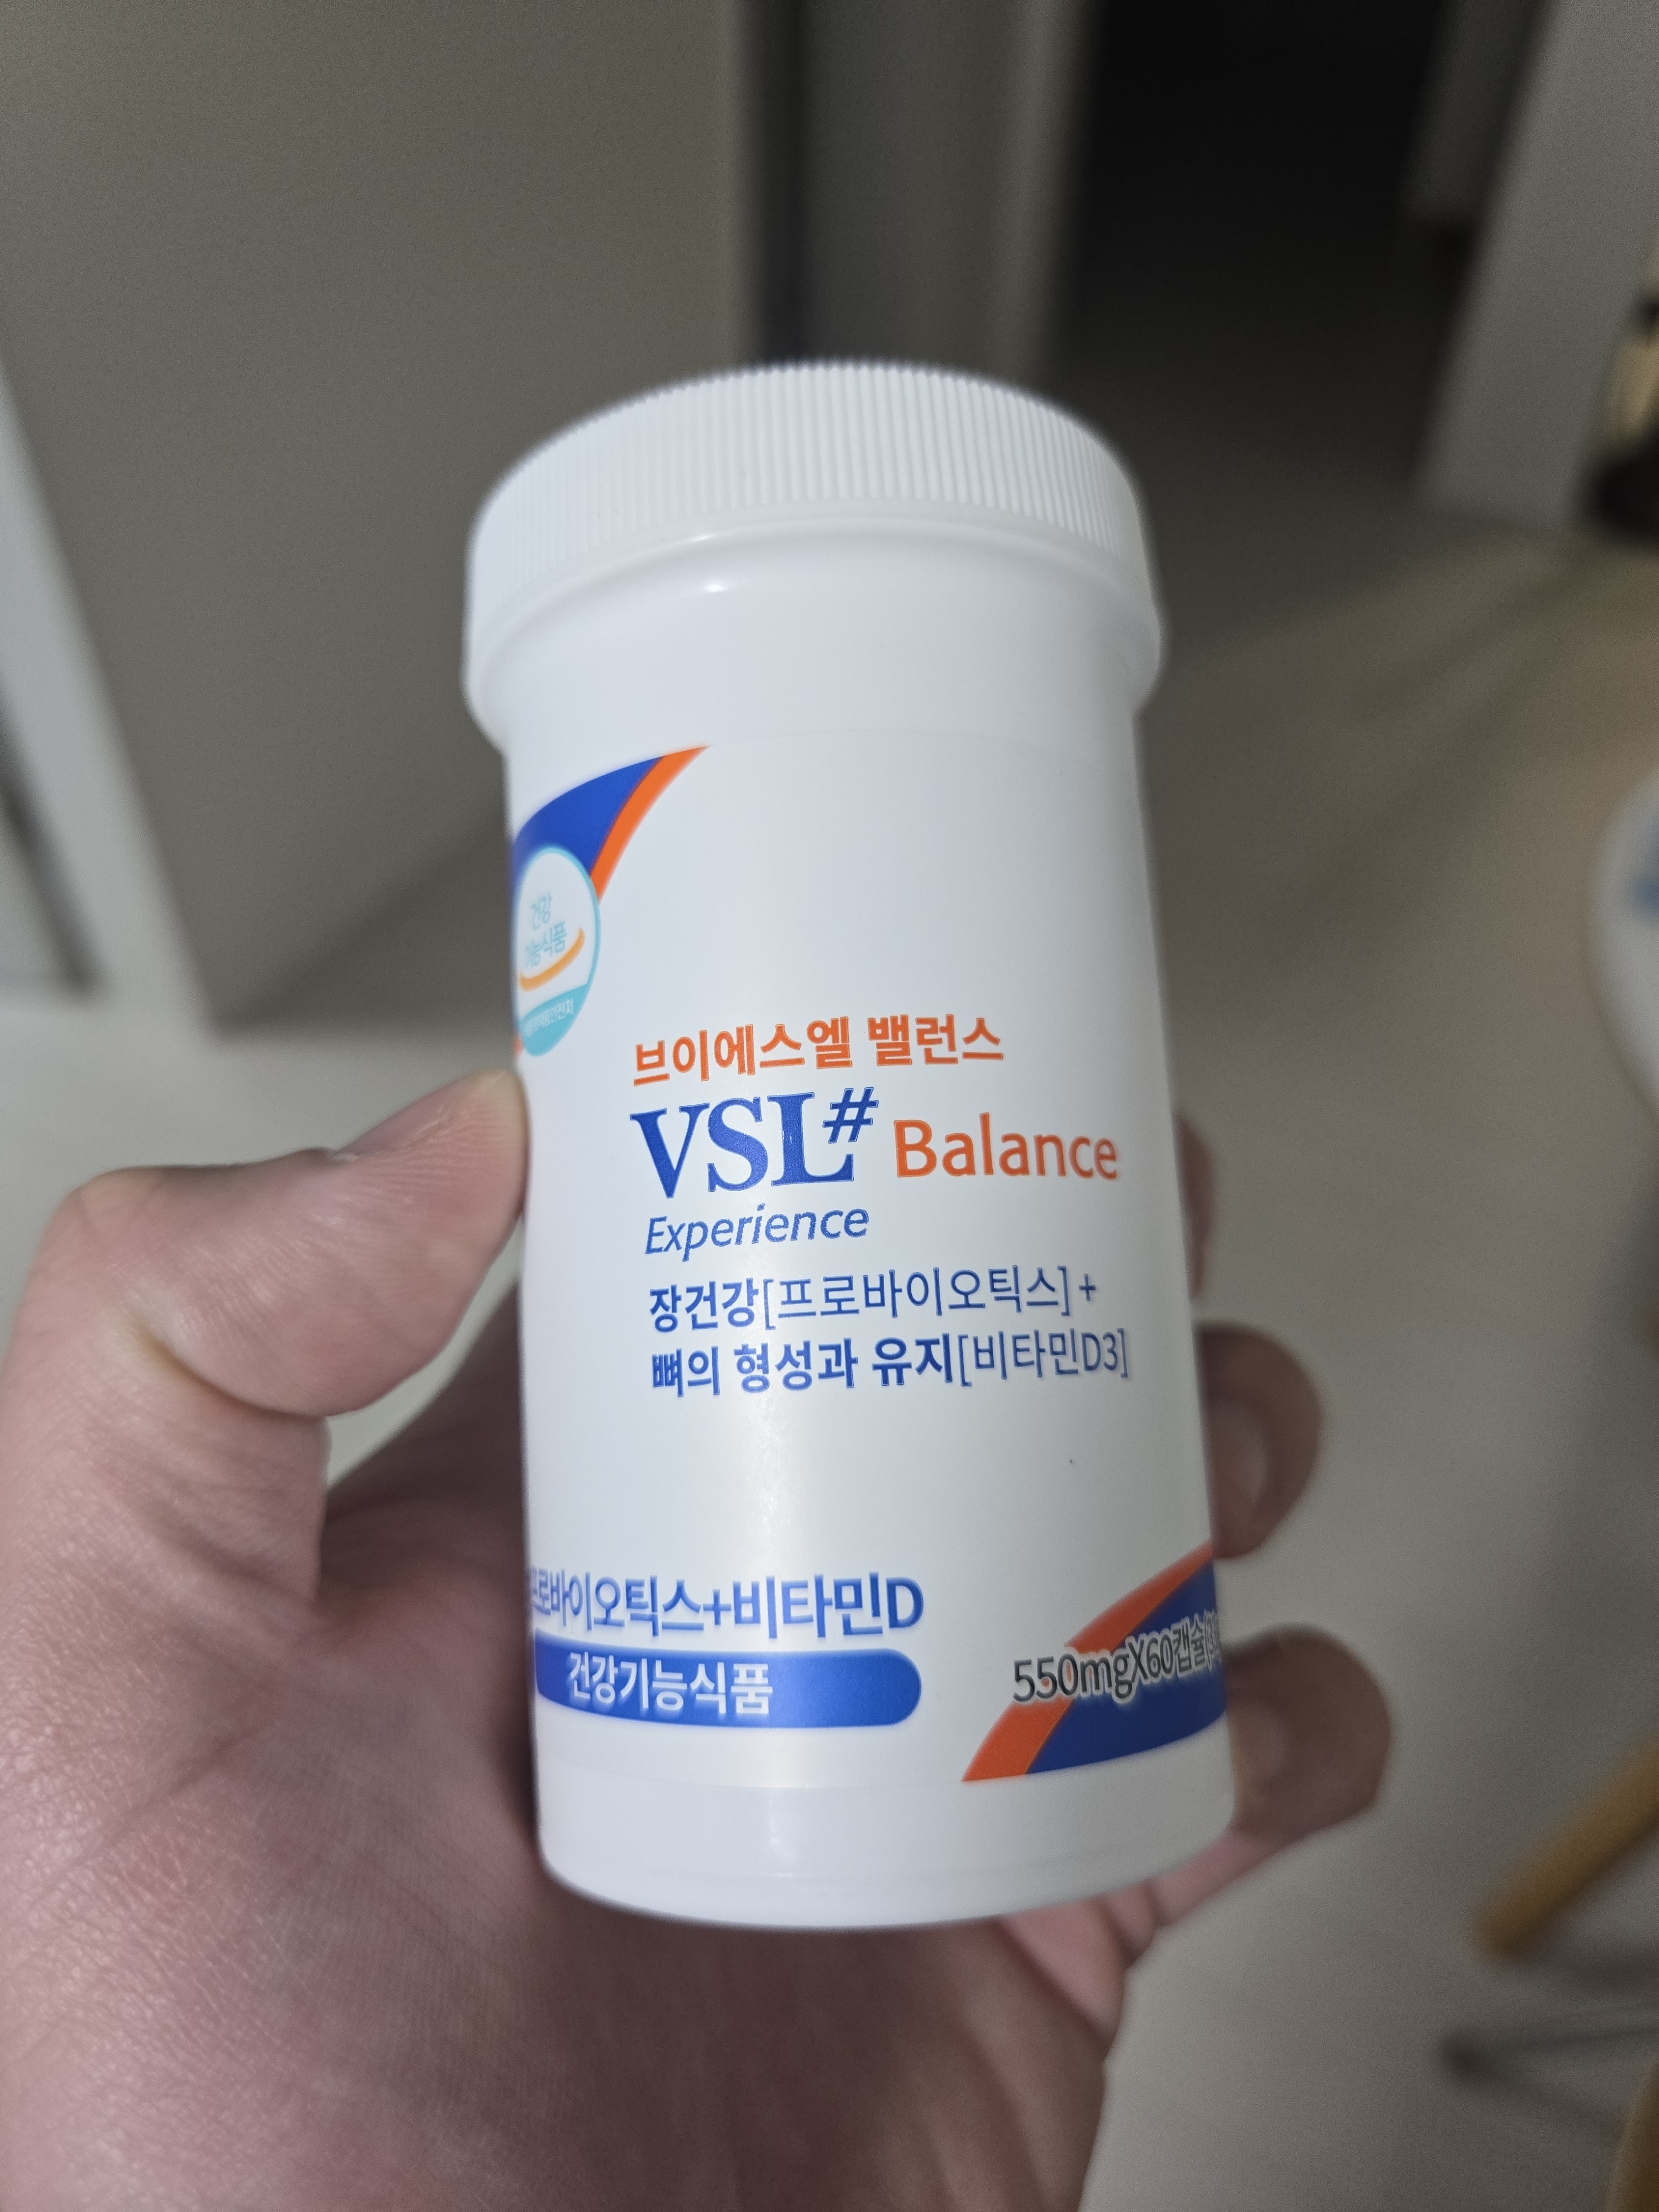 건강
기능식품
브이에스엘 밸런스
VSL# Balance
Experience
장건강[프로바이오틱스]+
뼈의 형성과 유지[비타민D3]
프로바이오틱스+비타민D
건강기능식품
550mgX60캡슐